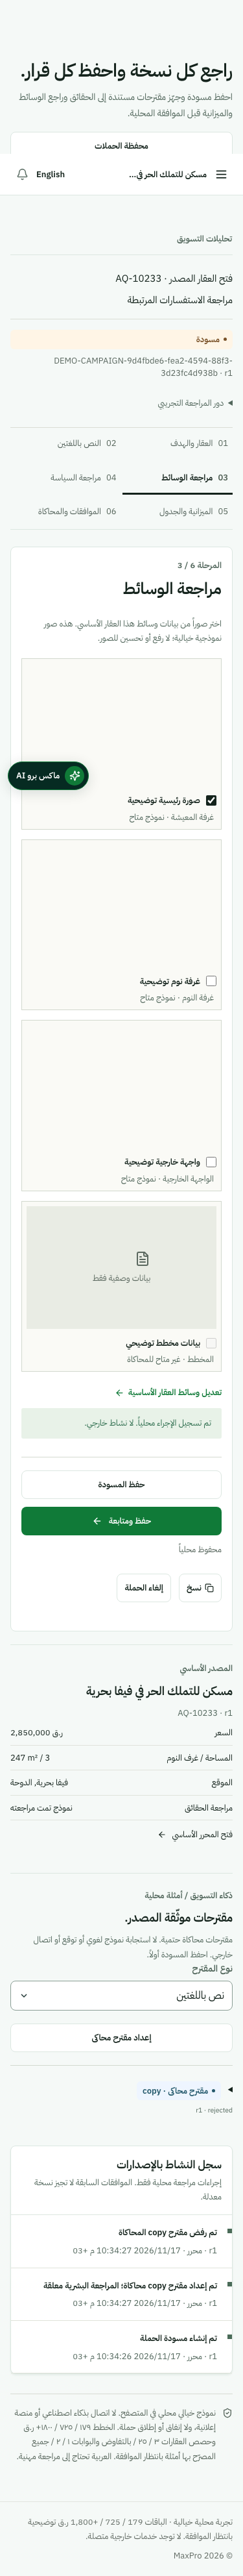 راجع كل نسخة واحفظ كل قرار.
احفظ مسودة وجهّز مقترحات مستندة إلى الحقائق وراجع الوسائط
والميزانية قبل الموافقة المحلية.
محفظة الحملات
مسكن للتملك الحر في...
English
تحليلات التسويق
فتح العقار المصدر · AQ-10233
مراجعة الاستفسارات المرتبطة
• مسودة
DEMO-CAMPAIGN-9d4fbde6-fea2-4594-88f3-
3d23fc4d938b · r1
دور المراجعة التجريبي
01 العقار والهدف
02 النص باللغتين
03 مراجعة الوسائط
04 مراجعة السياسة
05 الميزانية والجدول
06 الموافقات والمحاكاة
المرحلة 6 / 3
مراجعة الوسائط
اختر صوراً من بيانات وسائط هذا العقار الأساسي. هذه صور
نموذجية خيالية؛ لا رفع أو تحسين للصور.
ماكس برو AI
صورة رئيسية توضيحية
غرفة المعيشة · نموذج متاح
غرفة نوم توضيحية
غرفة النوم · نموذج متاح
واجهة خارجية توضيحية
الواجهة الخارجية · نموذج متاح
بيانات وصفية فقط
بيانات مخطط توضيحي
المخطط · غير متاح للمحاكاة
تعديل وسائط العقار الأساسية
تم تسجيل الإجراء محلياً. لا نشاط خارجي.
حفظ المسودة
حفظ ومتابعة
محفوظ محلياً
نسخ
إلغاء الحملة
المصدر الأساسي
مسكن للتملك الحر في فيفا بحرية
AQ-10233 · r1
السعر
ر.ق 2,850,000
المساحة / غرف النوم
247 m² / 3
الموقع
فيفا بحرية, الدوحة
مراجعة الحقائق
نموذج تمت مراجعته
فتح المحرر الأساسي
ذكاء التسويق / أمثلة محلية
مقترحات موثّقة المصدر.
مقترحات محاكاة حتمية. لا استجابة نموذج لغوي أو توقع أو اتصال
خارجي. احفظ المسودة أولاً.
نوع المقترح
نص باللغتين
إعداد مقترح محاكى
• مقترح محاكى · copy
r1 · rejected
سجل النشاط بالإصدارات
إجراءات مراجعة محلية فقط. الموافقات السابقة لا تجيز نسخة
معدلة.
تم رفض مقترح copy المحاكاة
r1 · محرر · 2026/11/17 10:34:27 م +03
تم إعداد مقترح copy محاكاة؛ المراجعة البشرية معلقة
r1 · محرر · 2026/11/17 10:34:27 م +03
تم إنشاء مسودة الحملة
r1 · محرر · 2026/11/17 10:34:26 م +03
نموذج خيالي محلي في المتصفح. لا اتصال بذكاء اصطناعي أو منصة
إعلانية، ولا إنفاق أو إطلاق حملة. الخطط ١٧٩ / ٧٢٥ / ١٨٠٠+ ر.ق
وحصص العقارات ٣ / ٢٥ / بالتفاوض والبوابات ١ / ٢ / جميع
المصرّح بها أمثلة بانتظار الموافقة. العربية تحتاج إلى مراجعة مهنية.
تجربة محلية خيالية · الباقات 179 / 725 / +1,800 ر.ق توضيحية
بانتظار الموافقة. لا توجد خدمات خارجية متصلة.
© 2026 MaxPro